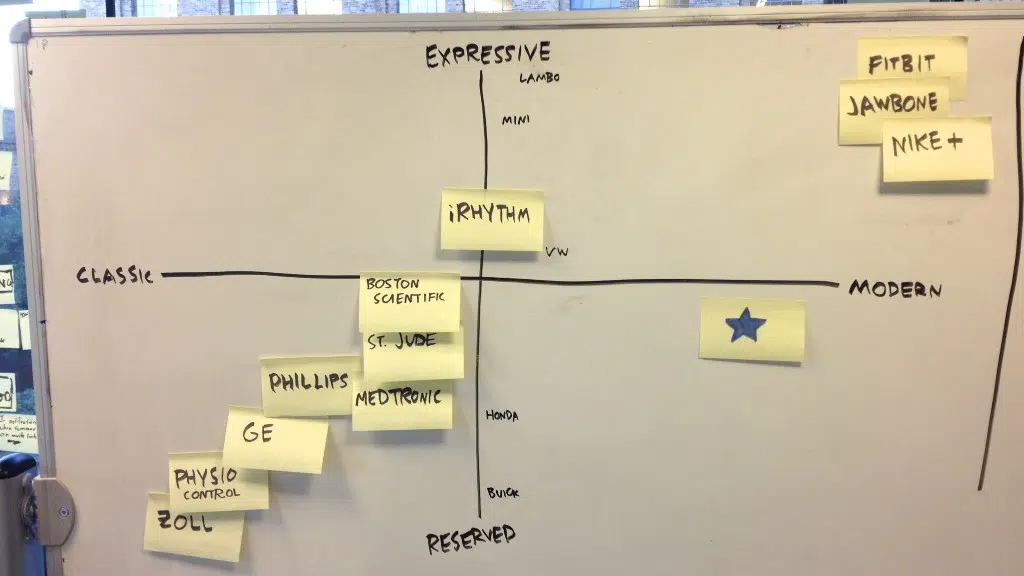 EXPRESSIVE
LAMBO
MINI
FITBIT
JAWBONE
NIKE+
iRHYTHM
VW
CLASSIC
MODERN
BOSTON
SCIENTIFIC
ST. JUDE
PHILLIPS
MEDTRONIC
HONDA
GE
PHYSIO
CONTROL
ZOLL
BUICK
RESERVED